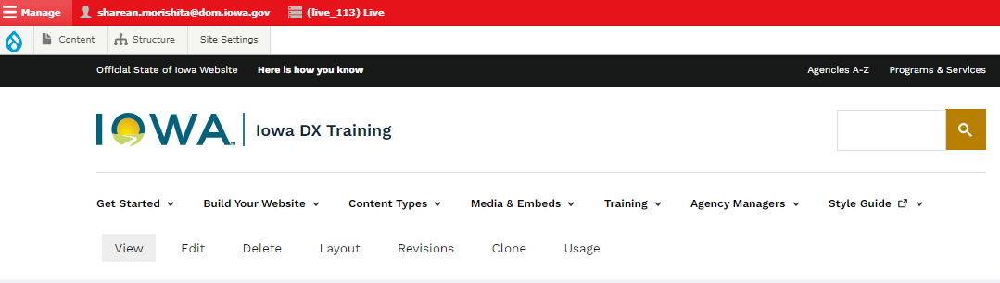 Manage sharean.morishita@dom.iowa.gov (live_113) Live
Content Structure Site Settings
Official State of Iowa Website Here is how you know Agencies A-Z Programs & Services
IOWA Iowa DX Training
Get Started Build Your Website Content Types Media & Embeds Training Agency Managers Style Guide
View Edit Delete Layout Revisions Clone Usage